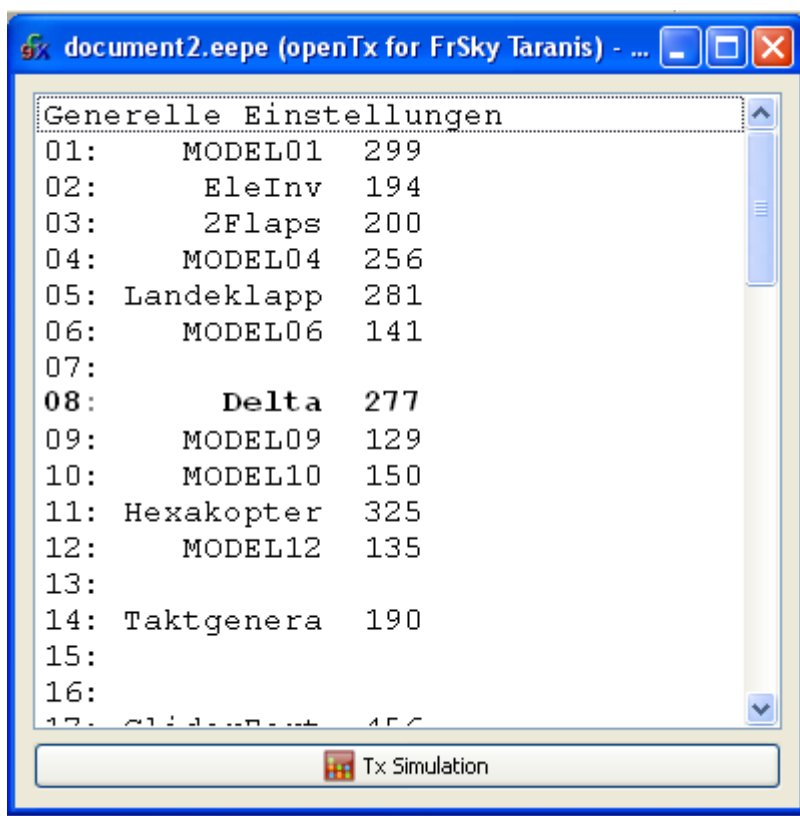 document2.eepe (openTx for FrSky Taranis) - ...
Generelle Einstellungen
01: MODEL01 299
02: EleInv 194
03: 2Flaps 200
04: MODEL04 256
05: Landeklapp 281
06: MODEL06 141
07:
08: Delta 277
09: MODEL09 129
10: MODEL10 150
11: Hexakopter 325
12: MODEL12 135
13:
14: Taktgenera 190
15:
16:
17:
Tx Simulation